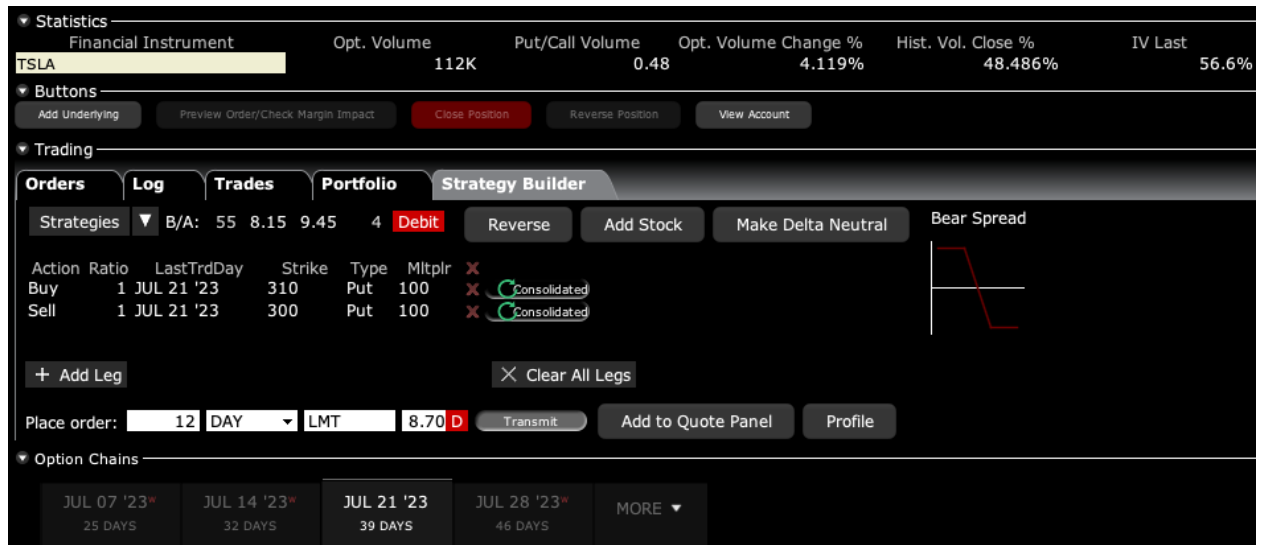 Statistics
Financial Instrument Opt. Volume Put/Call Volume Opt. Volume Change % Hist. Vol. Close % IV Last
TSLA 112K 0.48 4.119% 48.486% 56.6%
Buttons
Add Underlying Preview Order/Check Margin Impact Close Position Reverse Position View Account
Trading
Orders Log Trades Portfolio Strategy Builder
Strategies ▼ B/A: 55 8.15 9.45 4 Debit Reverse Add Stock Make Delta Neutral Bear Spread
Action Ratio LastTrdDay Strike Type Mltplr X
Buy 1 JUL 21 '23 310 Put 100 X Consolidated
Sell 1 JUL 21 '23 300 Put 100 X Consolidated
+ Add Leg X Clear All Legs
Place order: 12 DAY LMT 8.70 D Transmit Add to Quote Panel Profile
Option Chains
JUL 07 '23w JUL 14 '23w JUL 21 '23 JUL 28 '23w MORE ▼
25 DAYS 32 DAYS 39 DAYS 46 DAYS